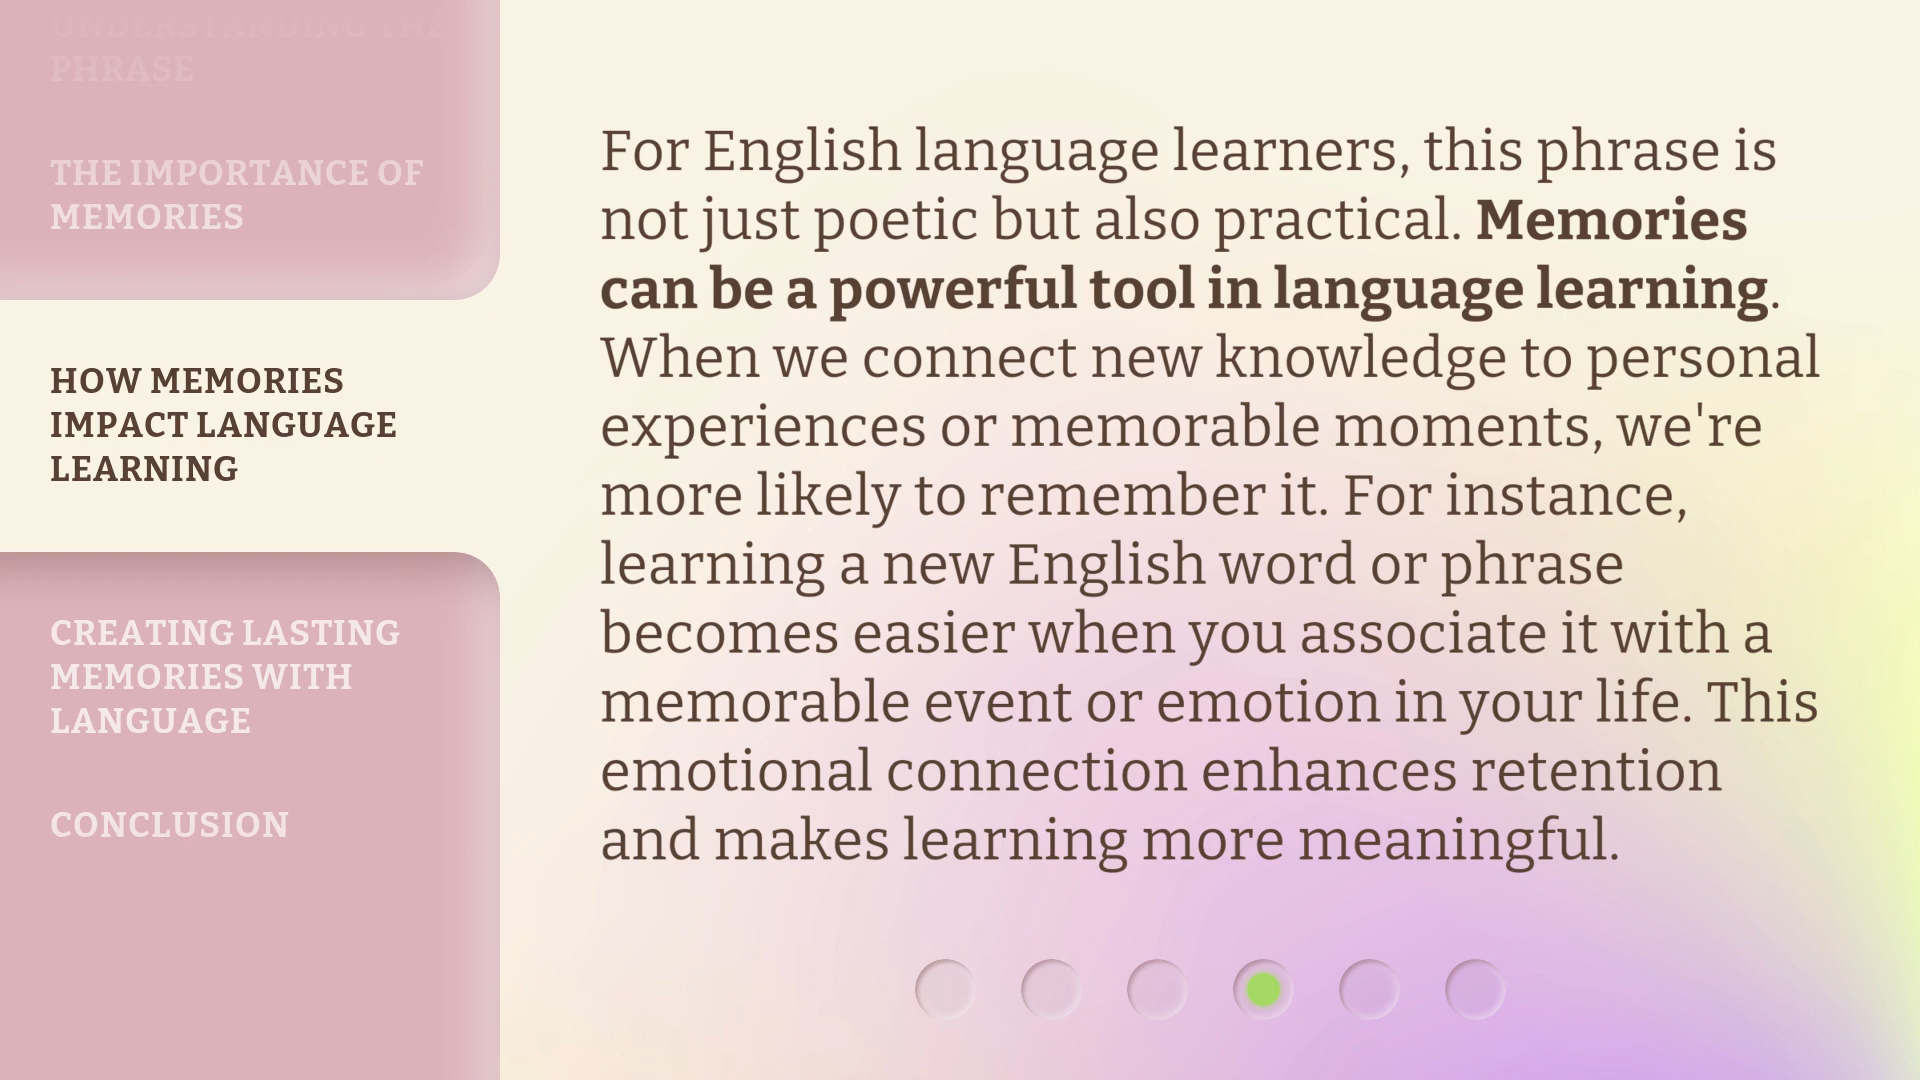 UNDERSTANDING THE
PHRASE
THE IMPORTANCE OF
MEMORIES
HOW MEMORIES
IMPACT LANGUAGE
LEARNING
CREATING LASTING
MEMORIES WITH
LANGUAGE
CONCLUSION
For English language learners, this phrase is
not just poetic but also practical. Memories
can be a powerful tool in language learning.
When we connect new knowledge to personal
experiences or memorable moments, we're
more likely to remember it. For instance,
learning a new English word or phrase
becomes easier when you associate it with a
memorable event or emotion in your life. This
emotional connection enhances retention
and makes learning more meaningful.